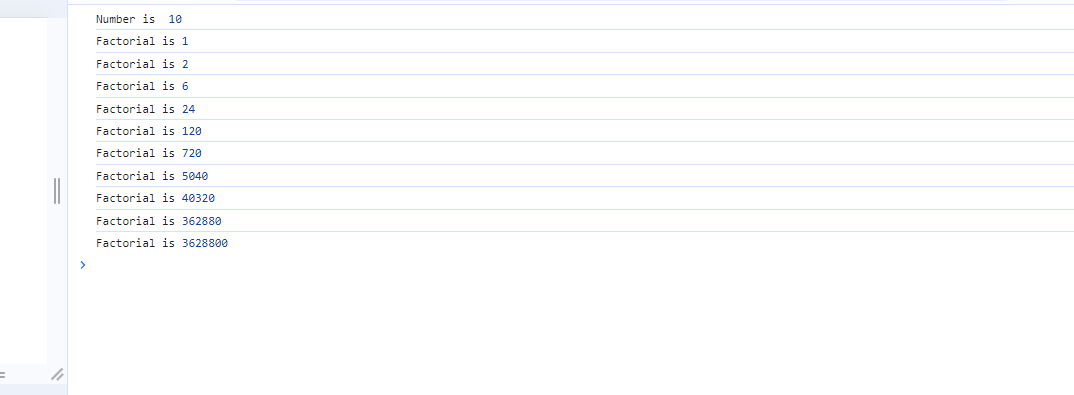 Number is  10
Factorial is 1
Factorial is 2
Factorial is 6
Factorial is 24
Factorial is 120
Factorial is 720
Factorial is 5040
Factorial is 40320
Factorial is 362880
Factorial is 3628800